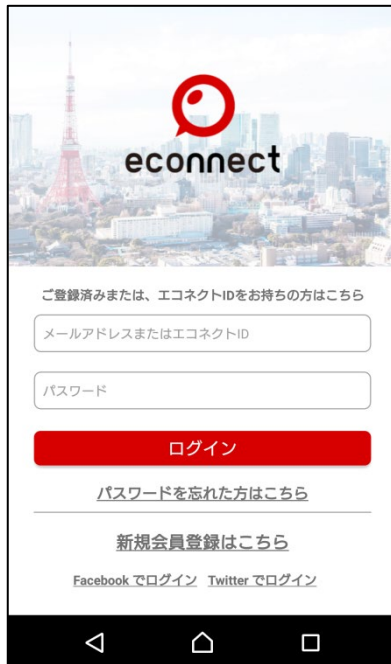 econnect
ご登録済みまたは、エコネクトIDをお持ちの方はこちら
メールアドレスまたはエコネクトID
パスワード
ログイン
パスワードを忘れた方はこちら
新規会員登録はこちら
Facebook でログイン Twitter でログイン